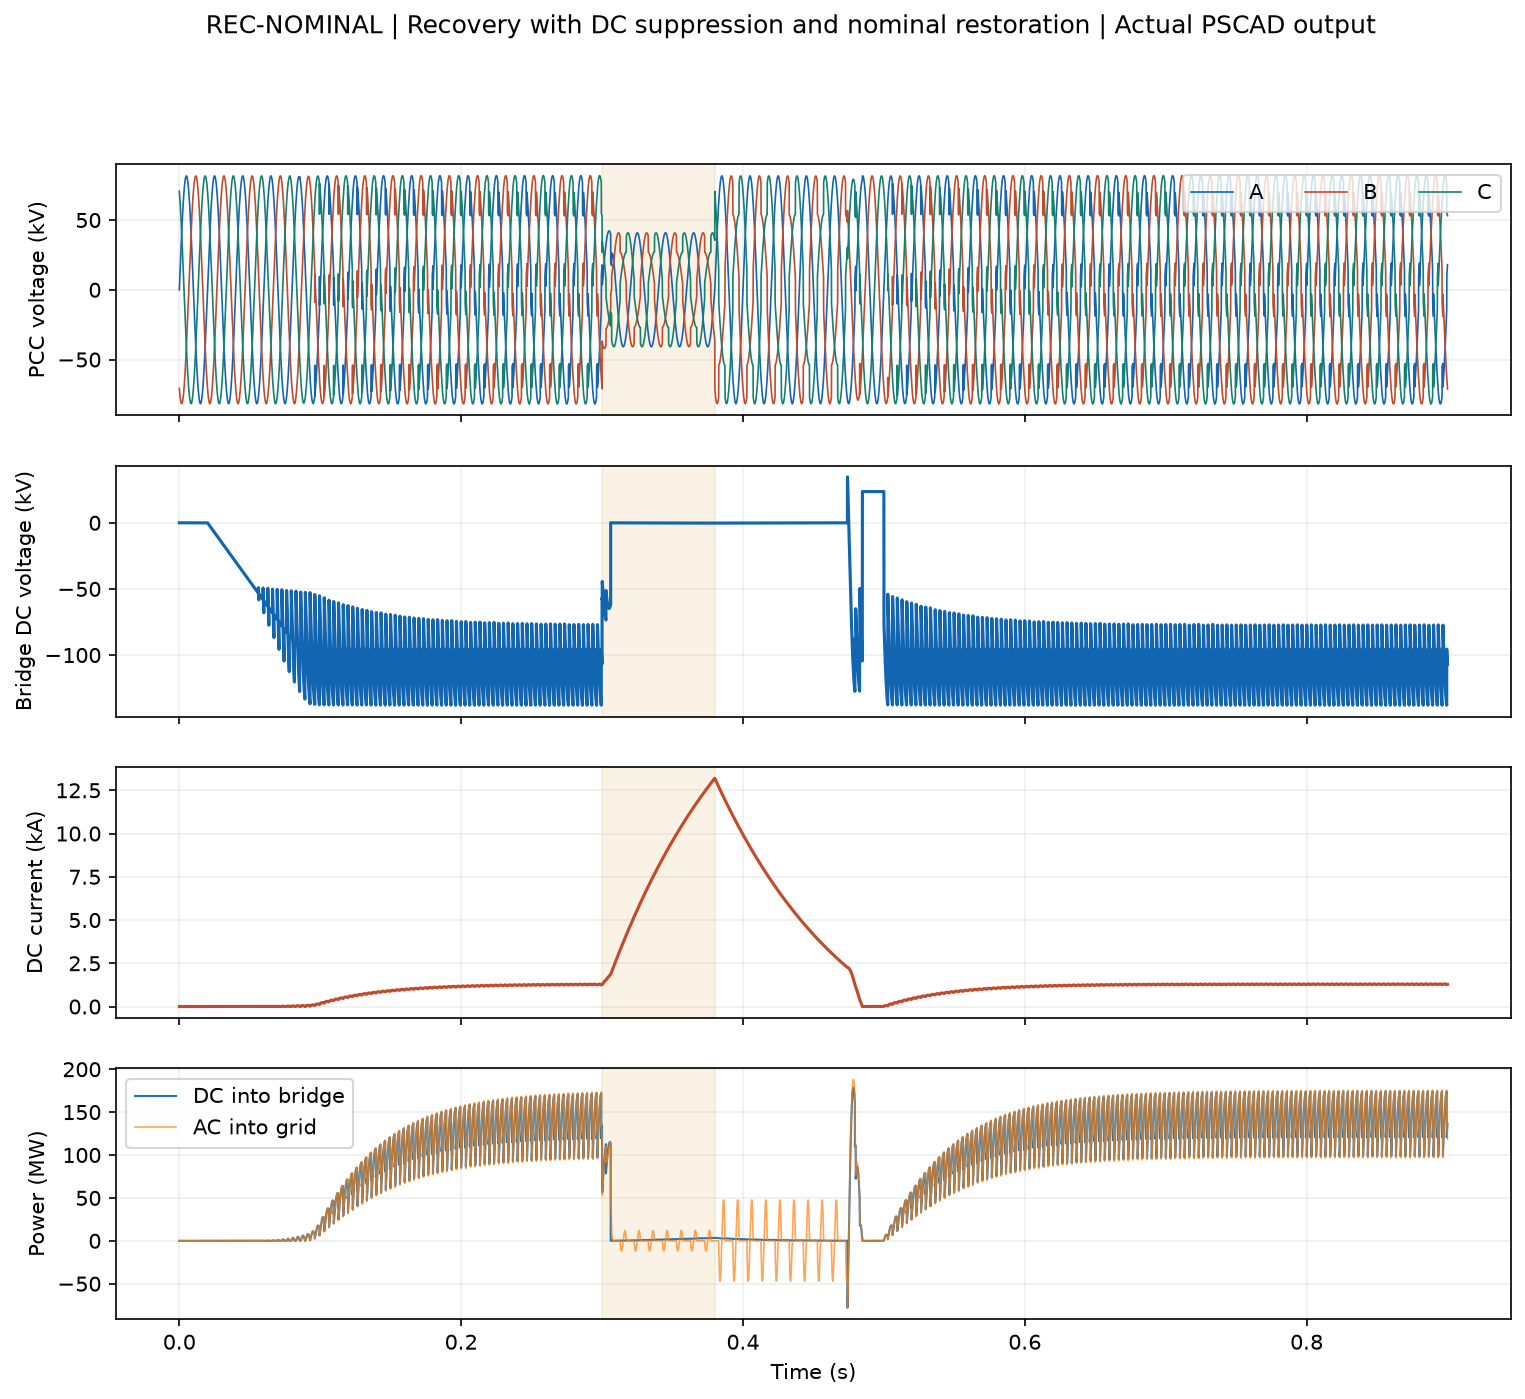 REC-NOMINAL | Recovery with DC suppression and nominal restoration | Actual PSCAD output
PCC voltage (kV)
50
0
−50
A B C
Bridge DC voltage (kV)
0
−50
−100
DC current (kA)
12.5
10.0
7.5
5.0
2.5
0.0
Power (MW)
200
150
100
50
0
−50
DC into bridge
AC into grid
0.0 0.2 0.4 0.6 0.8
Time (s)